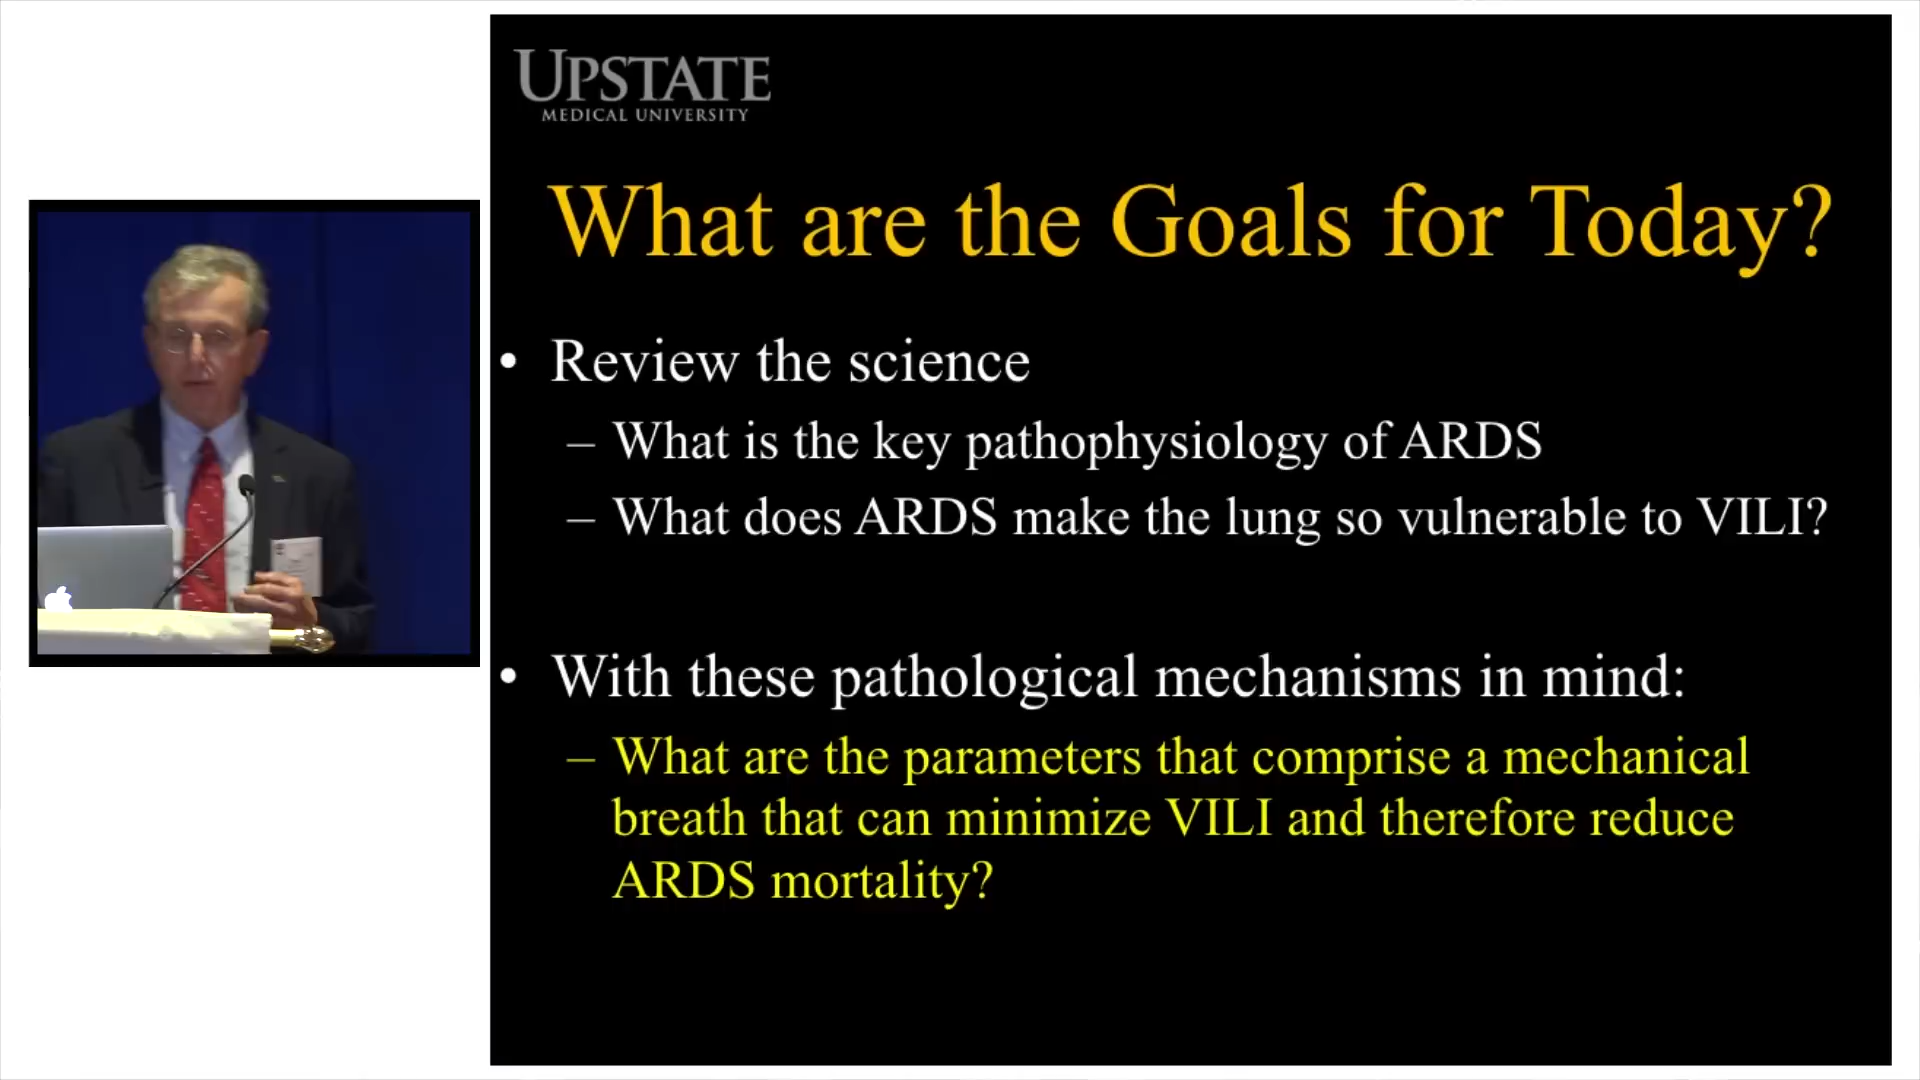 UPSTATE
MEDICAL UNIVERSITY
What are the Goals for Today?
• Review the science
– What is the key pathophysiology of ARDS
– What does ARDS make the lung so vulnerable to VILI?
• With these pathological mechanisms in mind:
– What are the parameters that comprise a mechanical
breath that can minimize VILI and therefore reduce
ARDS mortality?